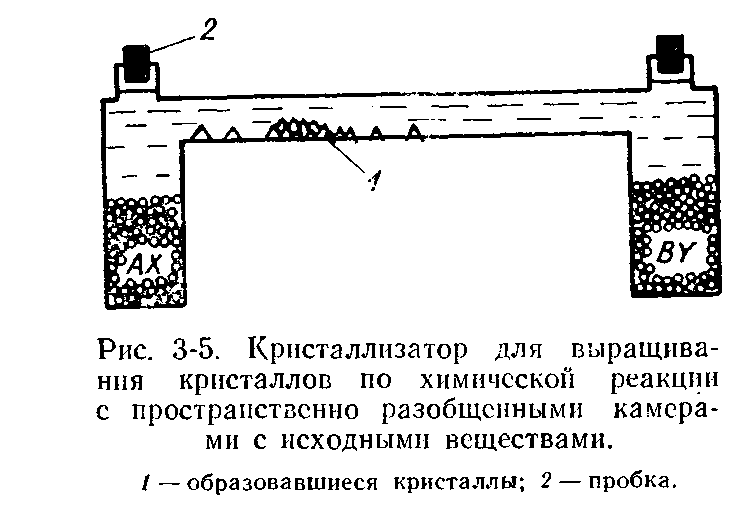 2
1
AX
BY
Рис. 3-5. Кристаллизатор для выращива-
ния кристаллов по химической реакции
с пространственно разобщенными камера-
ми с исходными веществами.
1 — образовавшиеся кристаллы; 2 — пробка.